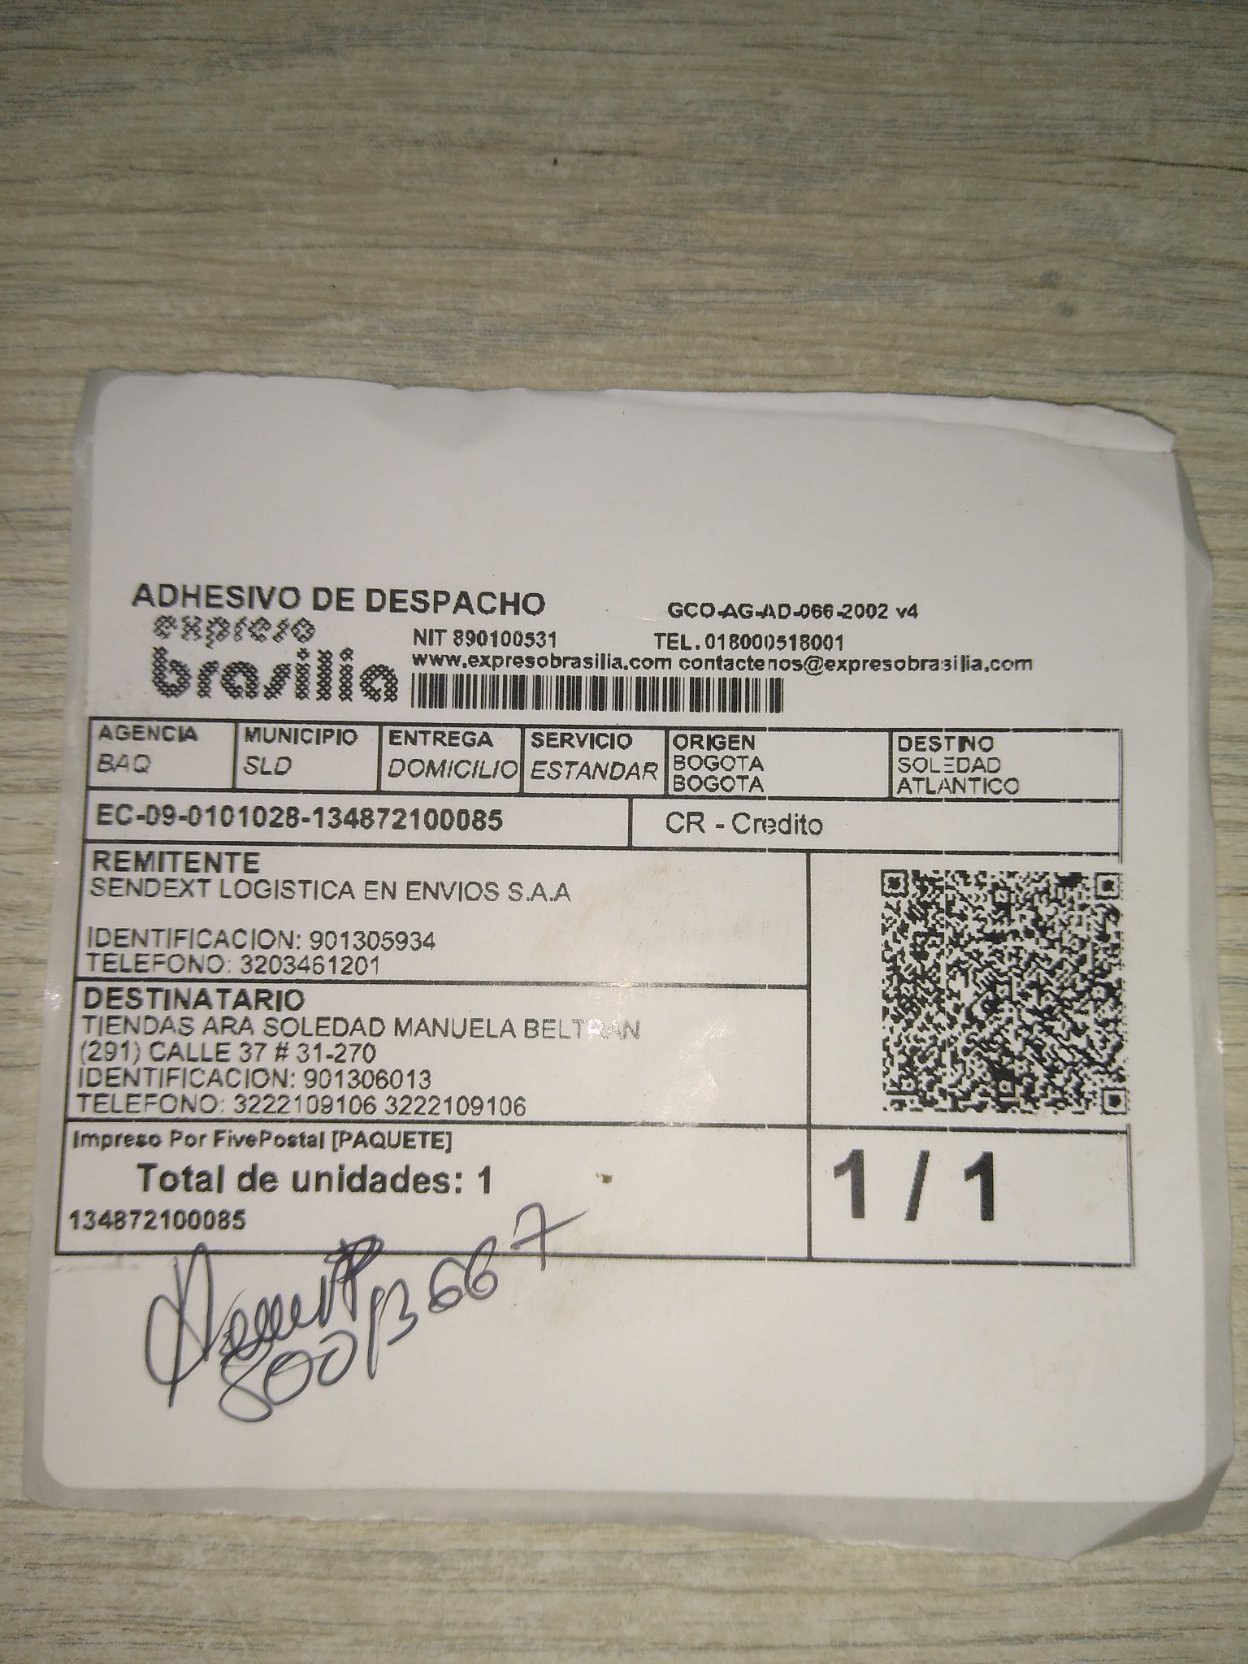 ADHESIVO DE DESPACHO
GCO-AG-AD-066-2002 v4
expreso
brasilia
NIT 890100531 TEL. 018000518001
www.expresobrasilia.com contactenos@expresobrasilia.com
AGENCIA MUNICIPIO ENTREGA SERVICIO ORIGEN DESTINO
BAQ SLD DOMICILIO ESTANDAR BOGOTA SOLEDAD
BOGOTA ATLANTICO
EC-09-0101028-134872100085 CR - Credito
REMITENTE
SENDEXT LOGISTICA EN ENVIOS S.A.A
IDENTIFICACION: 901305934
TELEFONO: 3203461201
DESTINATARIO
TIENDAS ARA SOLEDAD MANUELA BELTRAN
(291) CALLE 37 # 31-270
IDENTIFICACION: 901306013
TELEFONO: 3222109106 3222109106
Impreso Por FivePostal [PAQUETE]
Total de unidades: 1
1 / 1
134872100085